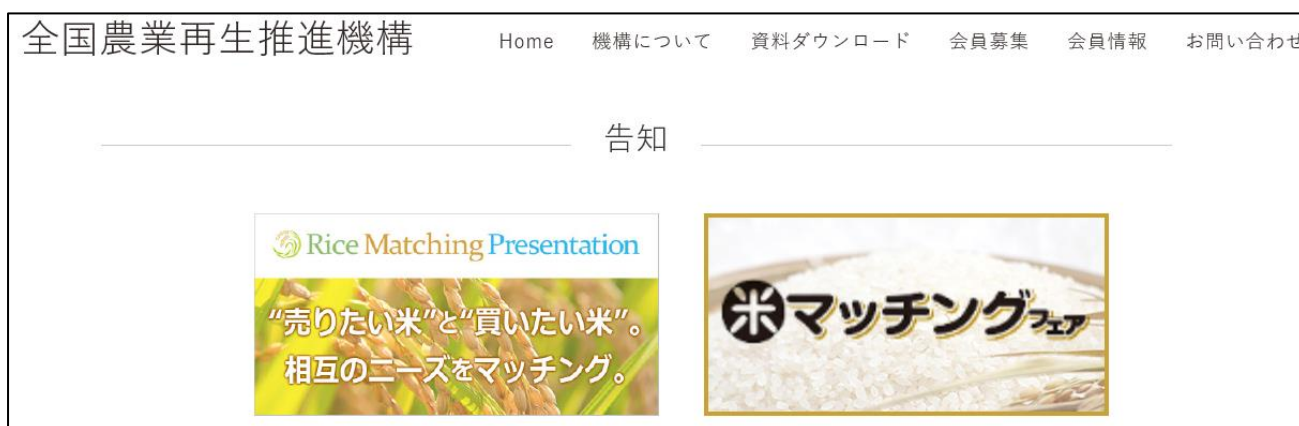 全国農業再生推進機構
Home 機構について 資料ダウンロード 会員募集 会員情報 お問い合わせ
告知
Rice Matching Presentation
“売りたい米”と“買いたい米”。
相互のニーズをマッチング。
米マッチングフェア